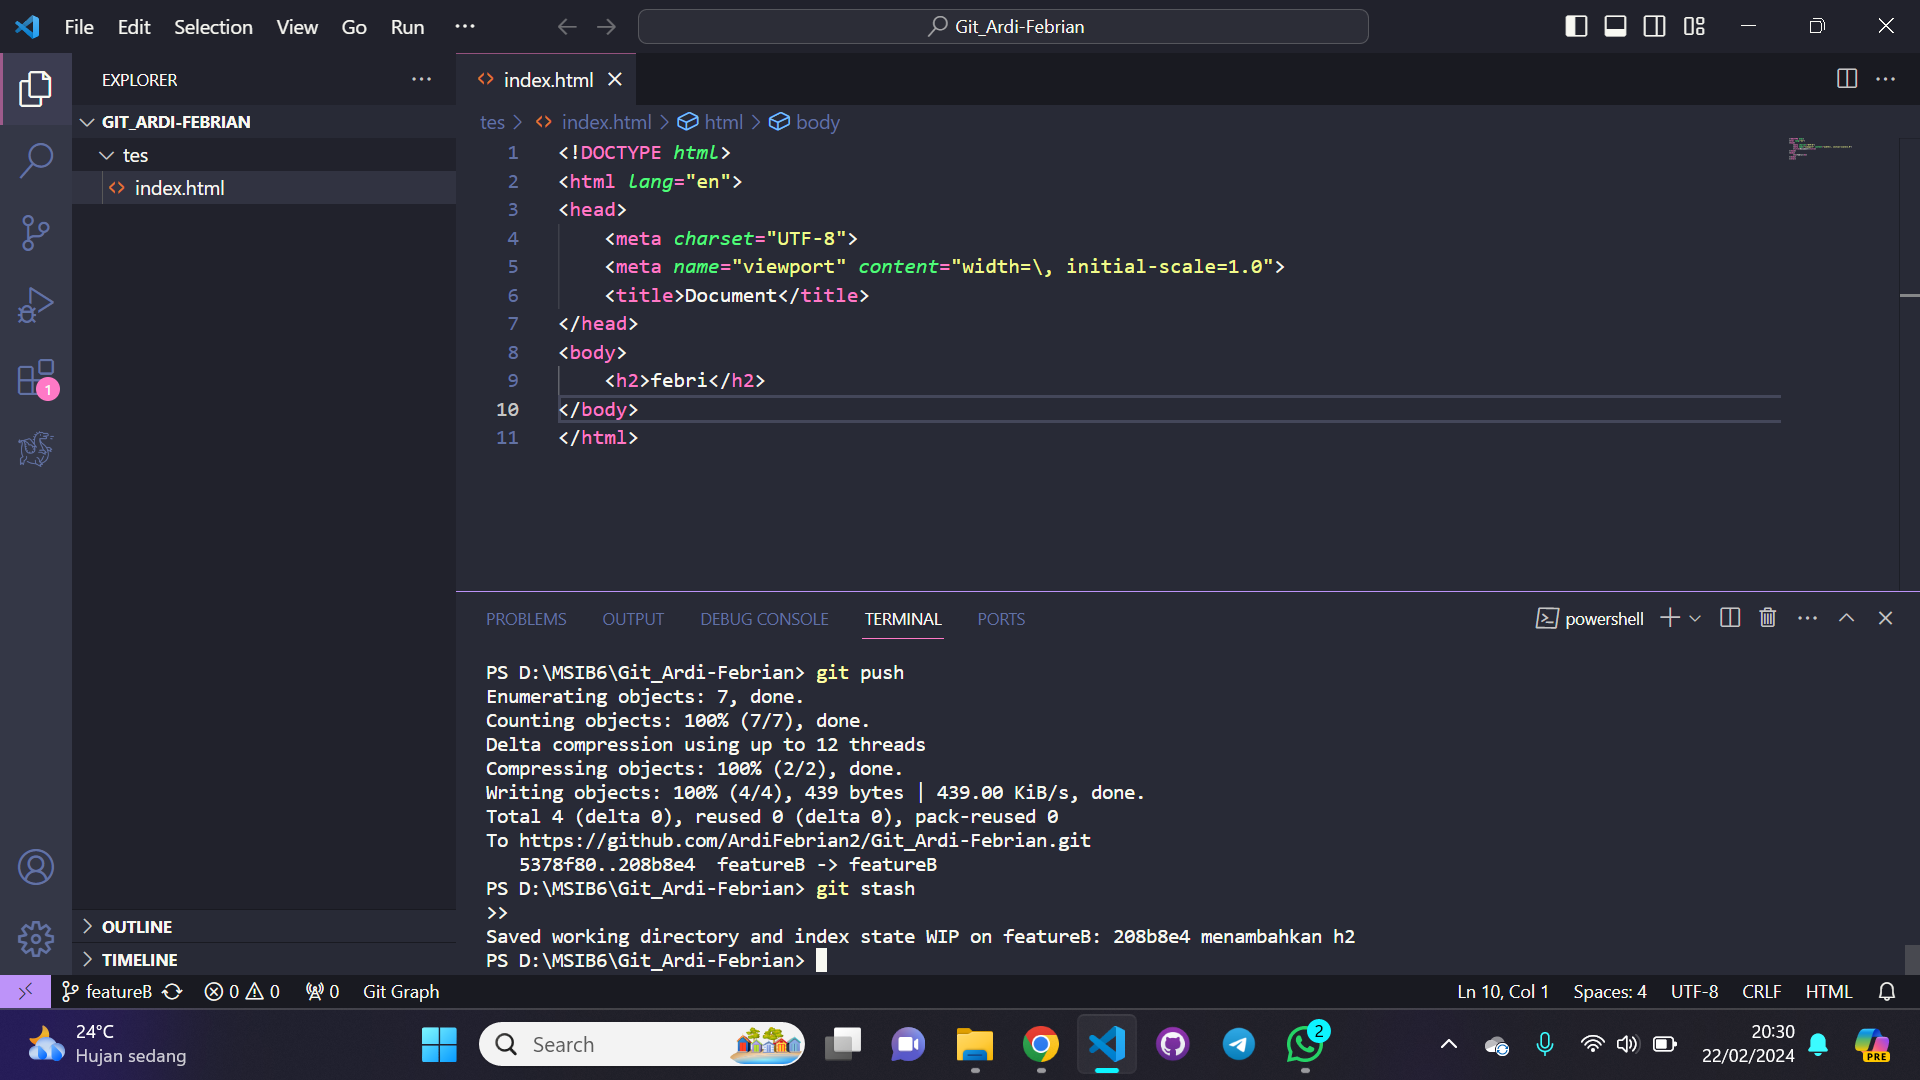 File Edit Selection View Go Run ···
Git_Ardi-Febrian
EXPLORER
GIT_ARDI-FEBRIAN
tes
index.html
index.html
tes > index.html > html > body
1 <!DOCTYPE html>
2 <html lang="en">
3 <head>
4 <meta charset="UTF-8">
5 <meta name="viewport" content="width=\, initial-scale=1.0">
6 <title>Document</title>
7 </head>
8 <body>
9 <h2>febri</h2>
10 </body>
11 </html>
1
PROBLEMS OUTPUT DEBUG CONSOLE TERMINAL PORTS
powershell
PS D:\MSIB6\Git_Ardi-Febrian> git push
Enumerating objects: 7, done.
Counting objects: 100% (7/7), done.
Delta compression using up to 12 threads
Compressing objects: 100% (2/2), done.
Writing objects: 100% (4/4), 439 bytes | 439.00 KiB/s, done.
Total 4 (delta 0), reused 0 (delta 0), pack-reused 0
To https://github.com/ArdiFebrian2/Git_Ardi-Febrian.git
5378f80..208b8e4 featureB -> featureB
PS D:\MSIB6\Git_Ardi-Febrian> git stash
>>
Saved working directory and index state WIP on featureB: 208b8e4 menambahkan h2
PS D:\MSIB6\Git_Ardi-Febrian>
OUTLINE
TIMELINE
featureB 0 0 0 Git Graph
Ln 10, Col 1 Spaces: 4 UTF-8 CRLF HTML
24°C
Hujan sedang
Search
2
20:30
22/02/2024
PRE